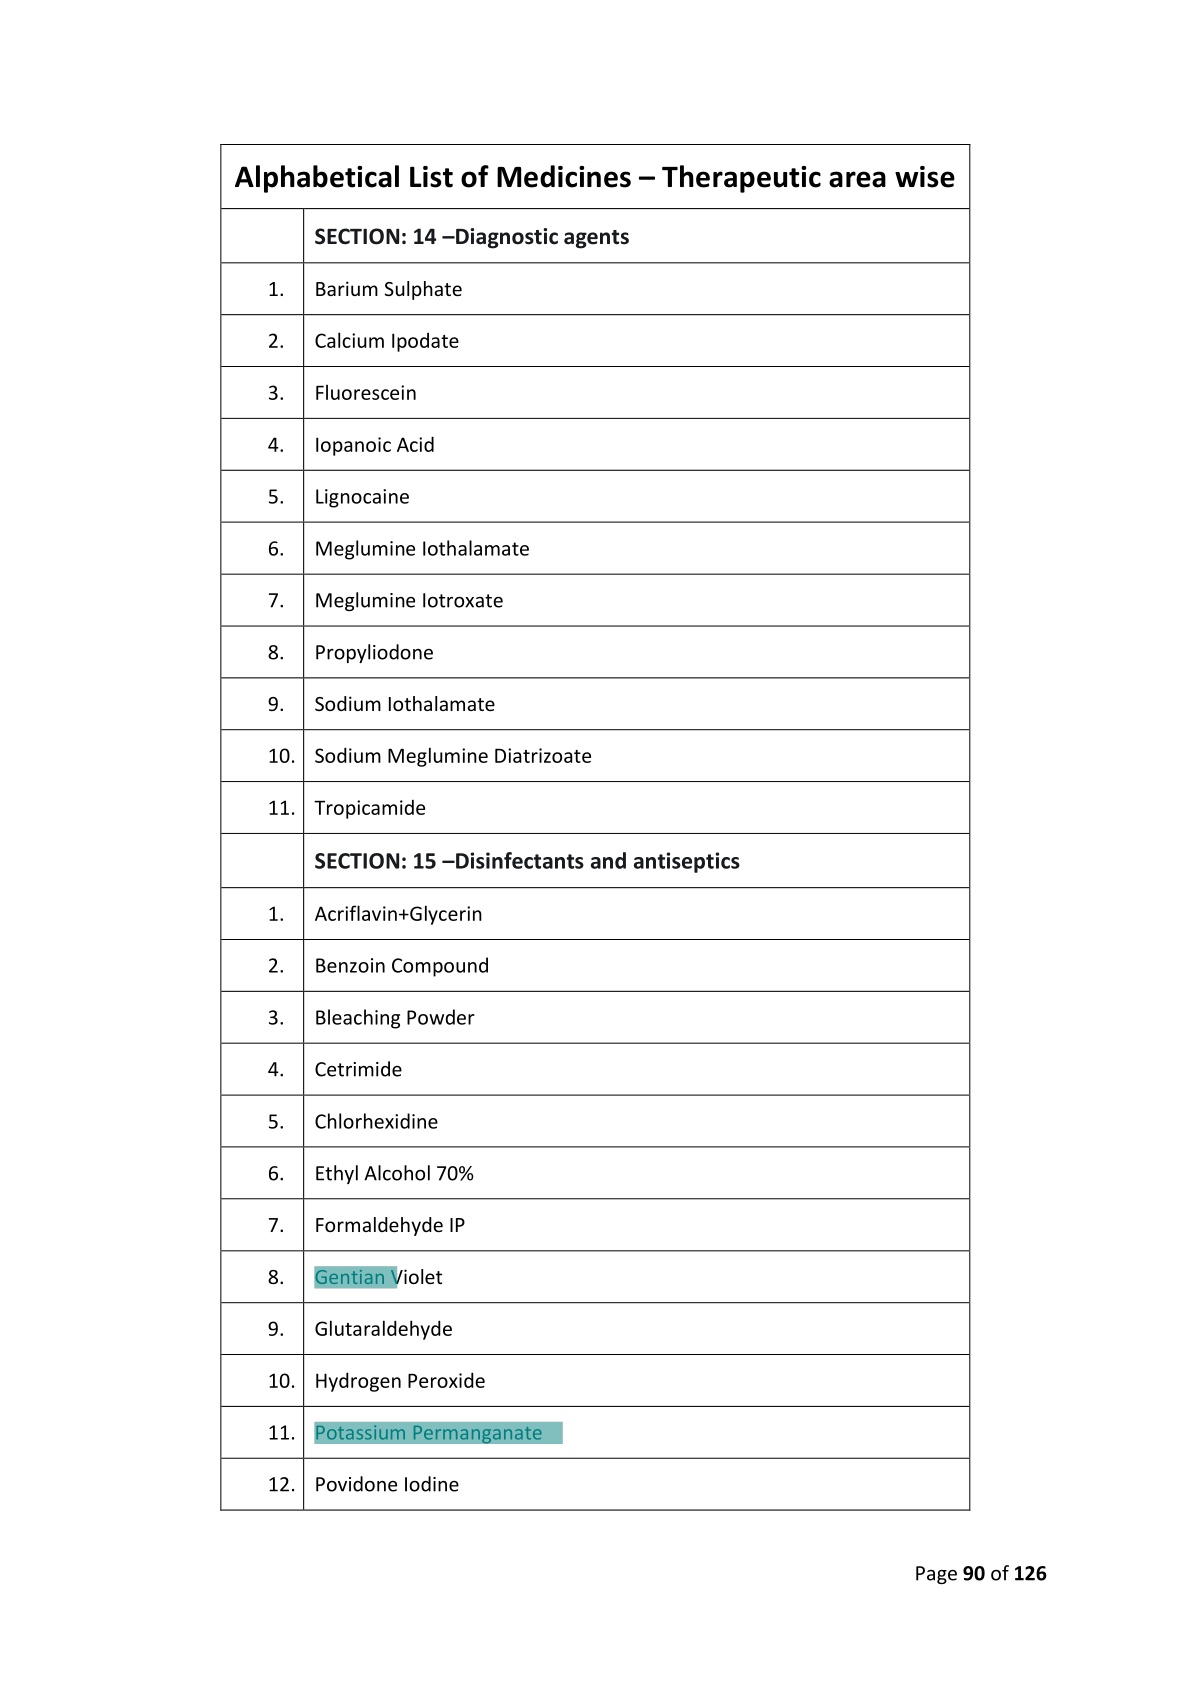 Alphabetical List of Medicines – Therapeutic area wise
SECTION: 14 –Diagnostic agents
1. Barium Sulphate
2. Calcium Ipodate
3. Fluorescein
4. Iopanoic Acid
5. Lignocaine
6. Meglumine Iothalamate
7. Meglumine Iotroxate
8. Propyliodone
9. Sodium Iothalamate
10. Sodium Meglumine Diatrizoate
11. Tropicamide
SECTION: 15 –Disinfectants and antiseptics
1. Acriflavin+Glycerin
2. Benzoin Compound
3. Bleaching Powder
4. Cetrimide
5. Chlorhexidine
6. Ethyl Alcohol 70%
7. Formaldehyde IP
8. Gentian Violet
9. Glutaraldehyde
10. Hydrogen Peroxide
11. Potassium Permanganate
12. Povidone Iodine
Page 90 of 126